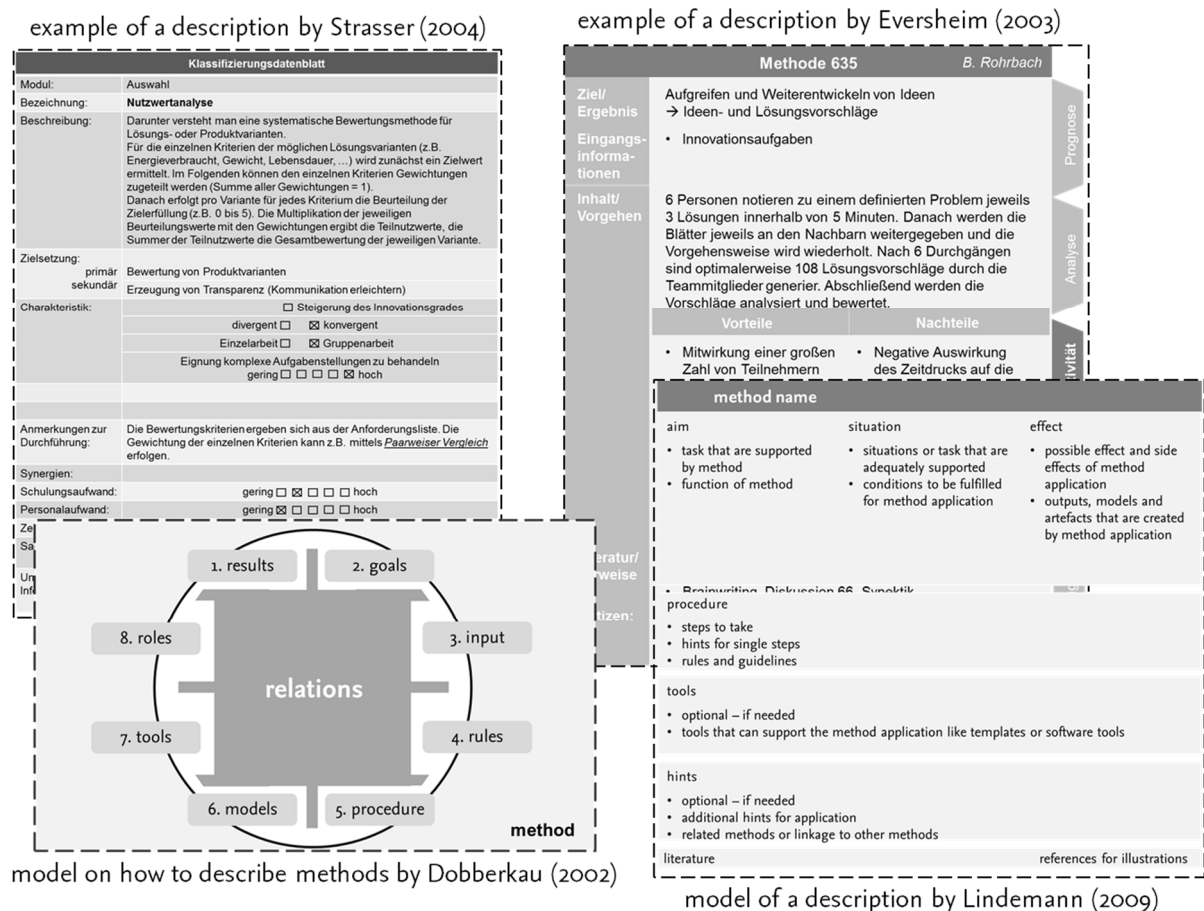 example of a description by Strasser (2004)
Klassifizierungsdatenblatt
Modul: Auswahl
Bezeichnung: Nutzwertanalyse
Beschreibung: Darunter versteht man eine systematische Bewertungsmethode für
Lösungs- oder Produktvarianten.
Für die einzelnen Kriterien der möglichen Lösungsvarianten (z.B.
Energieverbraucht, Gewicht, Lebensdauer, ...) wird zunächst ein Zielwert
ermittelt. Im Folgenden können den einzelnen Kriterien Gewichtungen
zugeteilt werden (Summe aller Gewichtungen = 1).
Danach erfolgt pro Variante für jedes Kriterium die Beurteilung der
Zielerfüllung (z.B. 0 bis 5). Die Multiplikation der jeweiligen
Beurteilungswerte mit den Gewichtungen ergibt die Teilnutzwerte, die
Summer der Teilnutzwerte die Gesamtbewertung der jeweiligen Variante.
Zielsetzung:
primär Bewertung von Produktvarianten
sekundär
Erzeugung von Transparenz (Kommunikation erleichtern)
Charakteristik: ☐ Steigerung des Innovationsgrades
divergent ☐ ☒ konvergent
Einzelarbeit ☐ ☒ Gruppenarbeit
Eignung komplexe Aufgabenstellungen zu behandeln
gering ☐ ☐ ☐ ☐ ☒ hoch
Anmerkungen zur Die Bewertungskriterien ergeben sich aus der Anforderungsliste. Die
Durchführung: Gewichtung der einzelnen Kriterien kann z.B. mittels Paarweiser Vergleich
erfolgen.
Synergien:
Schulungsaufwand: gering ☐ ☒ ☐ ☐ ☐ hoch
Personalaufwand: gering ☒ ☐ ☐ ☐ ☐ hoch
Ze
Sa
Un
Inf
example of a description by Eversheim (2003)
Methode 635 B. Rohrbach
Ziel/ Aufgreifen und Weiterentwickeln von Ideen
Ergebnis → Ideen- und Lösungsvorschläge
Eingangs- • Innovationsaufgaben
informa-
tionen
Inhalt/ 6 Personen notieren zu einem definierten Problem jeweils
Vorgehen 3 Lösungen innerhalb von 5 Minuten. Danach werden die
Blätter jeweils an den Nachbarn weitergegeben und die
Vorgehensweise wird wiederholt. Nach 6 Durchgängen
sind optimalerweise 108 Lösungsvorschläge durch die
Teammitglieder generier. Abschließend werden die
Vorschläge analysiert und bewertet.
Vorteile Nachteile
• Mitwirkung einer großen • Negative Auswirkung
Zahl von Teilnehmern des Zeitdrucks auf die
Prognose
Analyse
tivität
eratur/
rweise
• Brainwriting, Diskussion 66, Synektik
tizen:
method name
aim
• task that are supported
by method
• function of method
situation
• situations or task that are
adequately supported
• conditions to be fulfilled
for method application
effect
• possible effect and side
effects of method
application
• outputs, models and
artefacts that are created
by method application
procedure
• steps to take
• hints for single steps
• rules and guidelines
tools
• optional – if needed
• tools that can support the method application like templates or software tools
hints
• optional – if needed
• additional hints for application
• related methods or linkage to other methods
literature references for illustrations
model of a description by Lindemann (2009)
1. results
2. goals
3. input
4. rules
5. procedure
6. models
7. tools
8. roles
relations
method
model on how to describe methods by Dobberkau (2002)